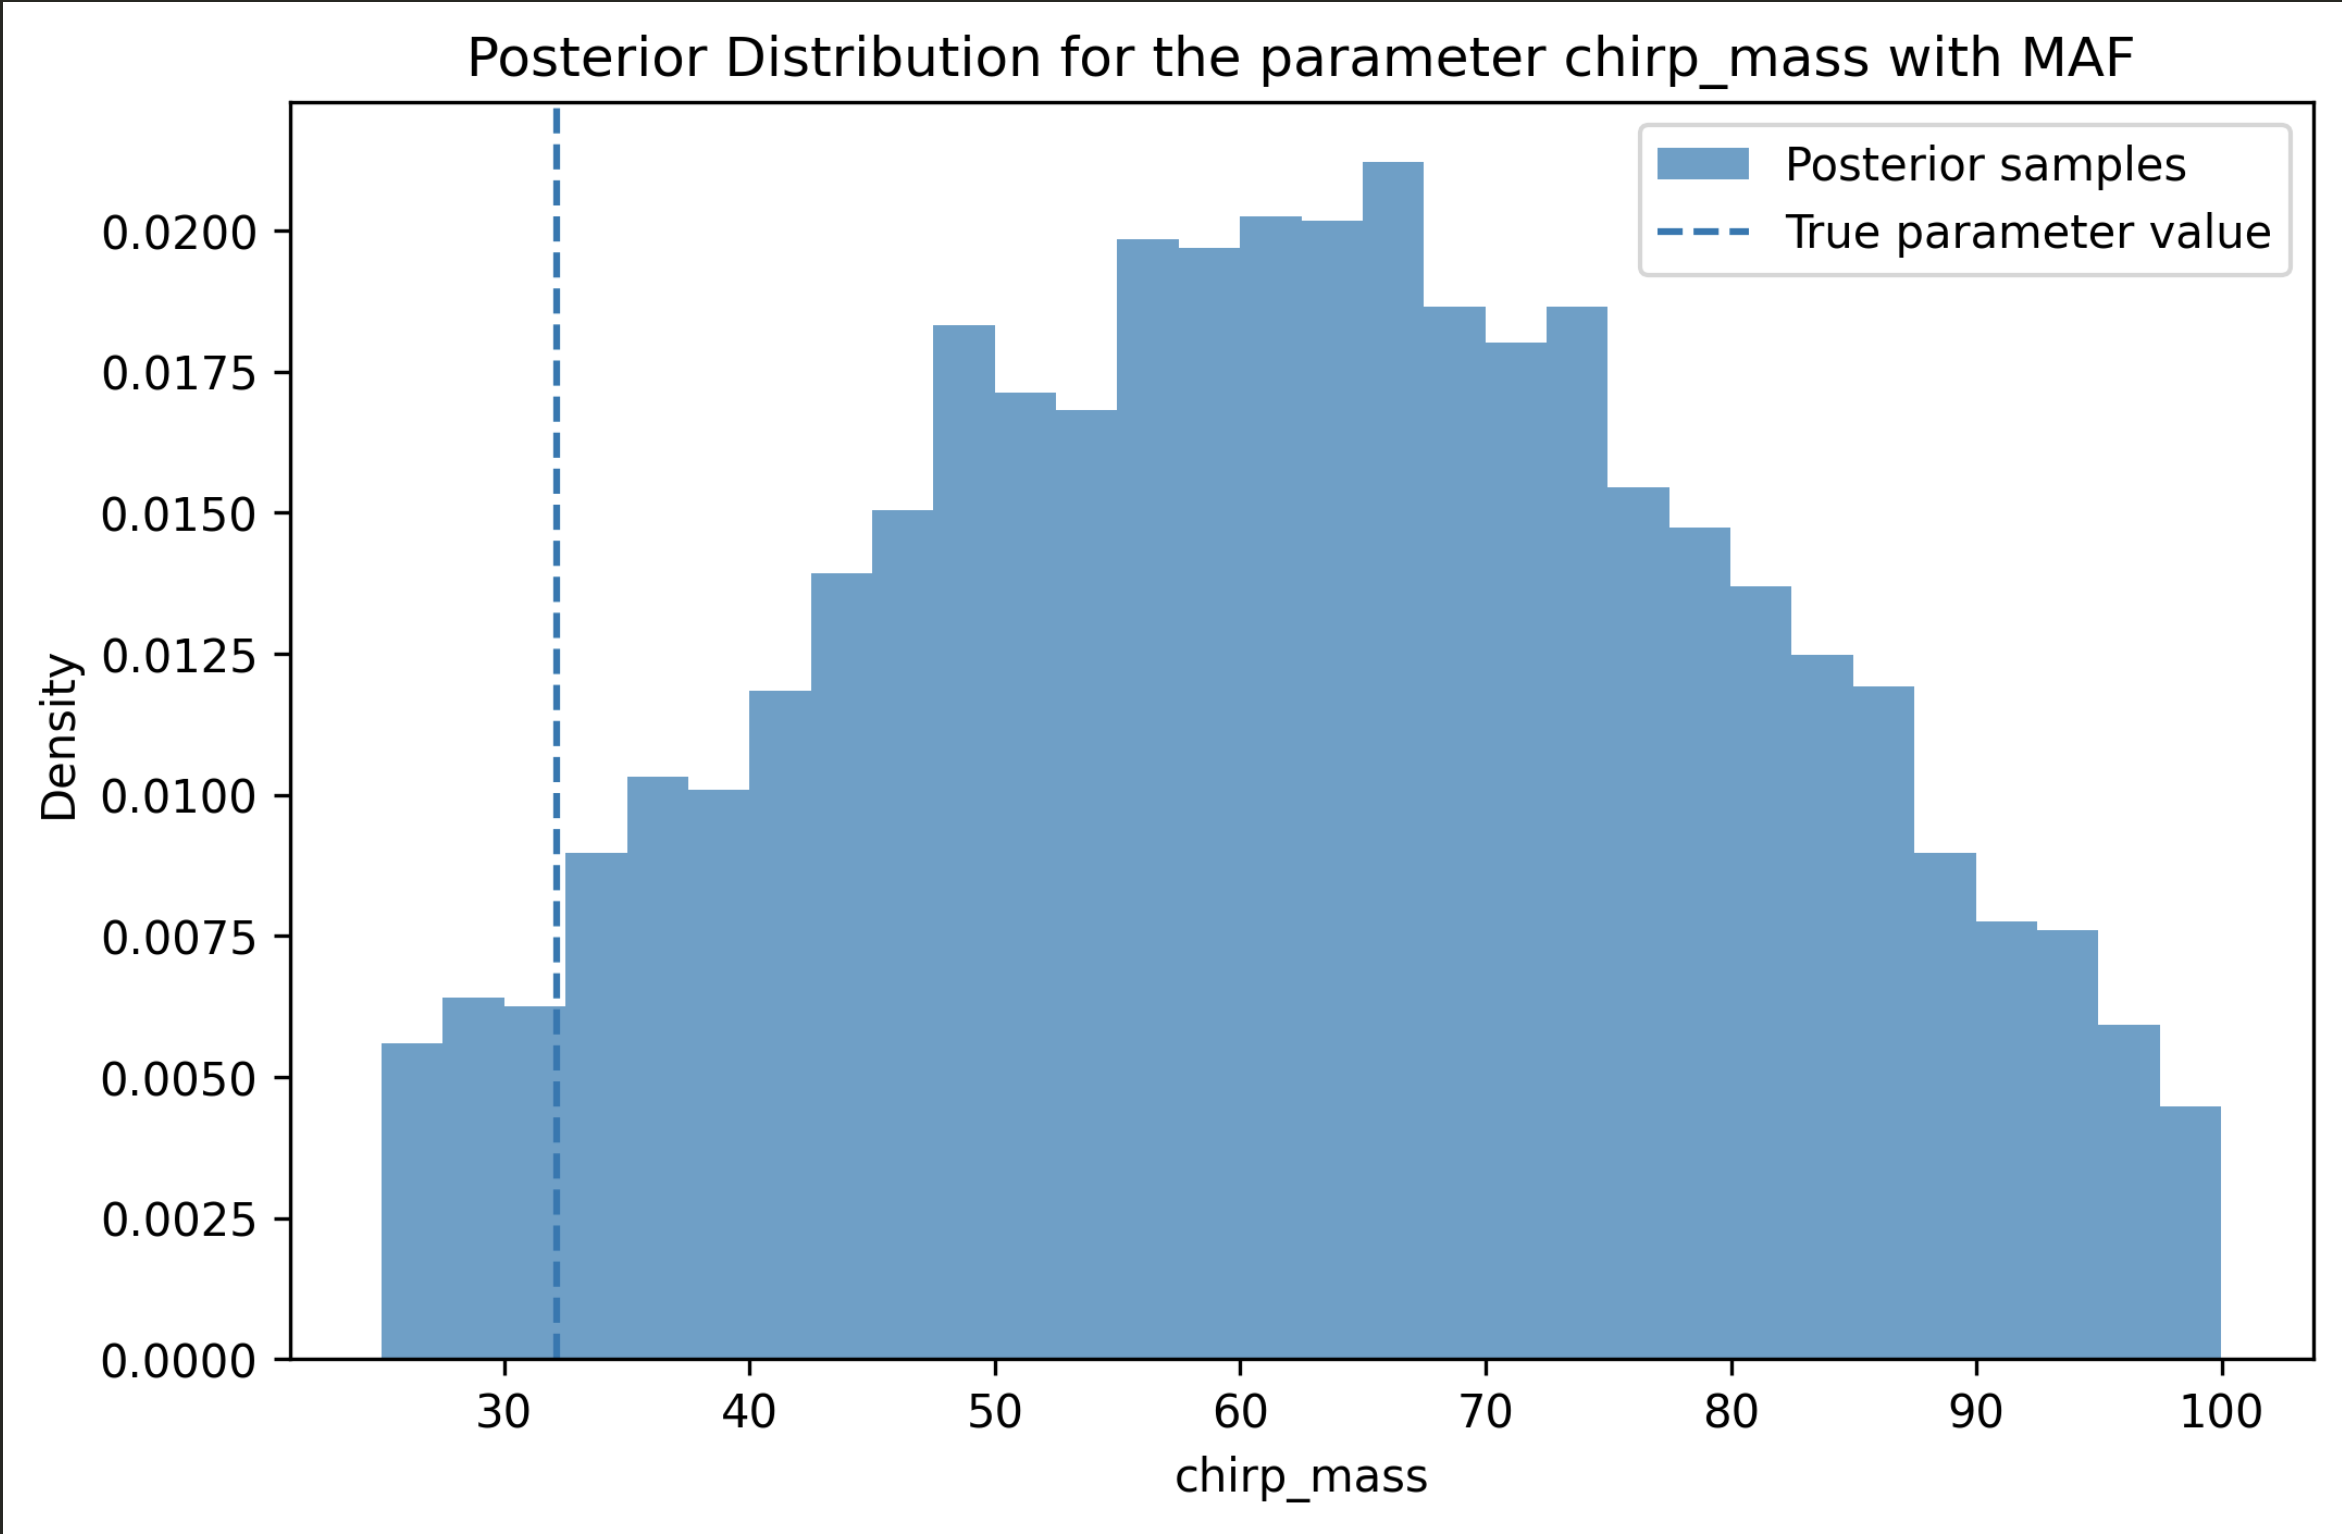 Posterior Distribution for the parameter chirp_mass with MAF
Posterior samples
True parameter value
0.0200
0.0175
0.0150
0.0125
0.0100
0.0075
0.0050
0.0025
0.0000
Density
30 40 50 60 70 80 90 100
chirp_mass